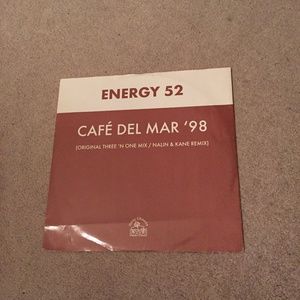 ENERGY 52
CAFÉ DEL MAR '98
(ORIGINAL THREE 'N ONE MIX / NALIN & KANE REMIX)